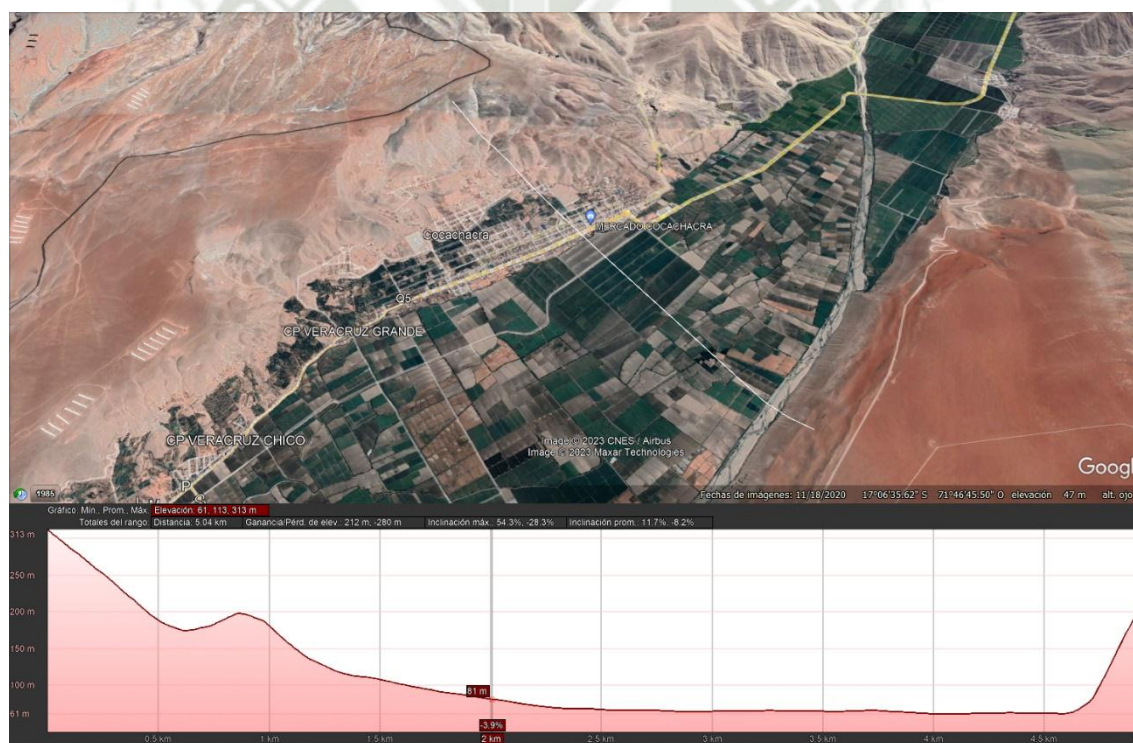 MERCADO COCACHACRA
Cocachacra
Q5
CP VERACRUZ GRANDE
CP VERACRUZ CHICO
P
Image © 2023 CNES / Airbus
Image © 2023 Maxar Technologies
Google
1985
Fechas de imágenes: 11/18/2020 17°06'35.62" S 71°46'45.50" O elevación 47 m alt. ojo
Gráfico: Mín., Prom., Máx. Elevación: 61, 113, 313 m
Totales del rango: Distancia: 5.04 km Ganancia/Pérd. de elev.: 212 m, -280 m Inclinación máx.: 54.3%, -28.3% Inclinación prom.: 11.7%, -8.2%
313 m
250 m
200 m
150 m
100 m
61 m
81 m
-3.9%
0.5 km 1 km 1.5 km 2 km 2.5 km 3 km 3.5 km 4 km 4.5 km